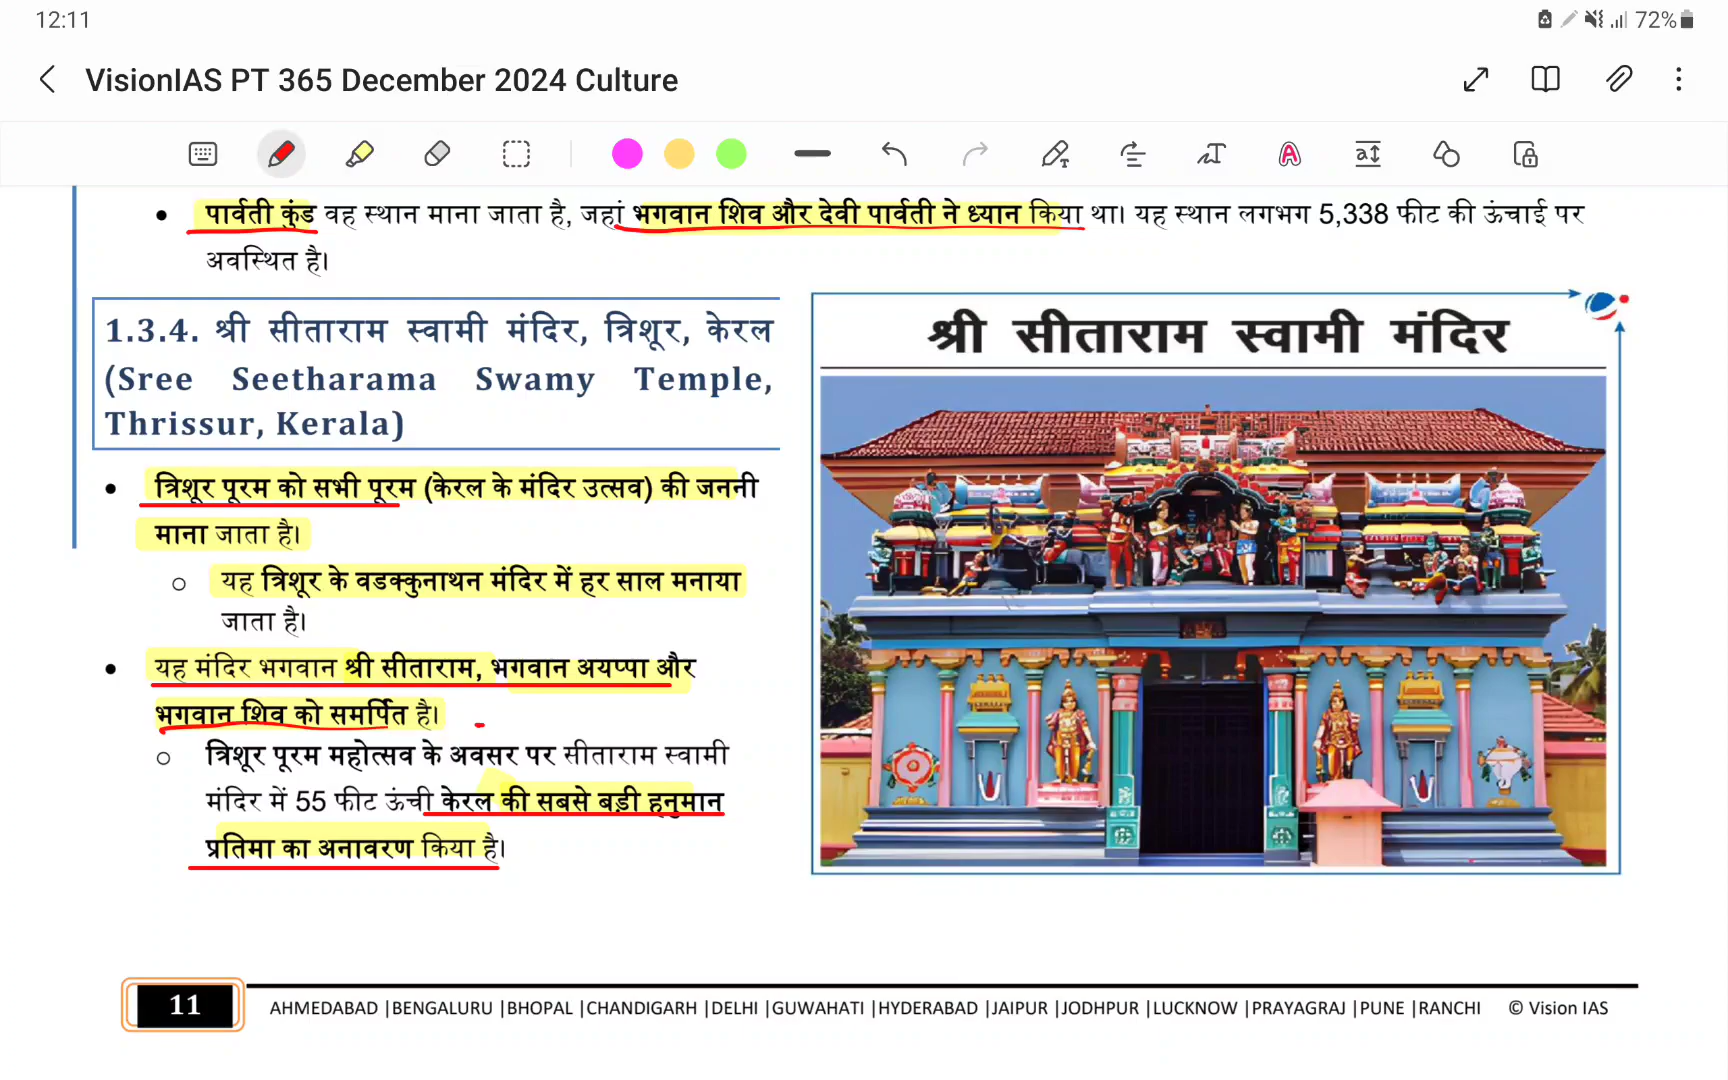 12:11
72%
VisionIAS PT 365 December 2024 Culture
• पार्वती कुंड वह स्थान माना जाता है, जहां भगवान शिव और देवी पार्वती ने ध्यान किया था। यह स्थान लगभग 5,338 फीट की ऊंचाई पर
अवस्थित है।
1.3.4. श्री सीताराम स्वामी मंदिर, त्रिशूर, केरल
(Sree Seetharama Swamy Temple,
Thrissur, Kerala)
• त्रिशूर पूरम को सभी पूरम (केरल के मंदिर उत्सव) की जननी
माना जाता है।
○ यह त्रिशूर के वडक्कुनाथन मंदिर में हर साल मनाया
जाता है।
• यह मंदिर भगवान श्री सीताराम, भगवान अयप्पा और
भगवान शिव को समर्पित है।
○ त्रिशूर पूरम महोत्सव के अवसर पर सीताराम स्वामी
मंदिर में 55 फीट ऊंची केरल की सबसे बड़ी हनुमान
प्रतिमा का अनावरण किया है।
श्री सीताराम स्वामी मंदिर
11
AHMEDABAD |BENGALURU |BHOPAL |CHANDIGARH |DELHI |GUWAHATI |HYDERABAD |JAIPUR |JODHPUR |LUCKNOW |PRAYAGRAJ |PUNE |RANCHI © Vision IAS